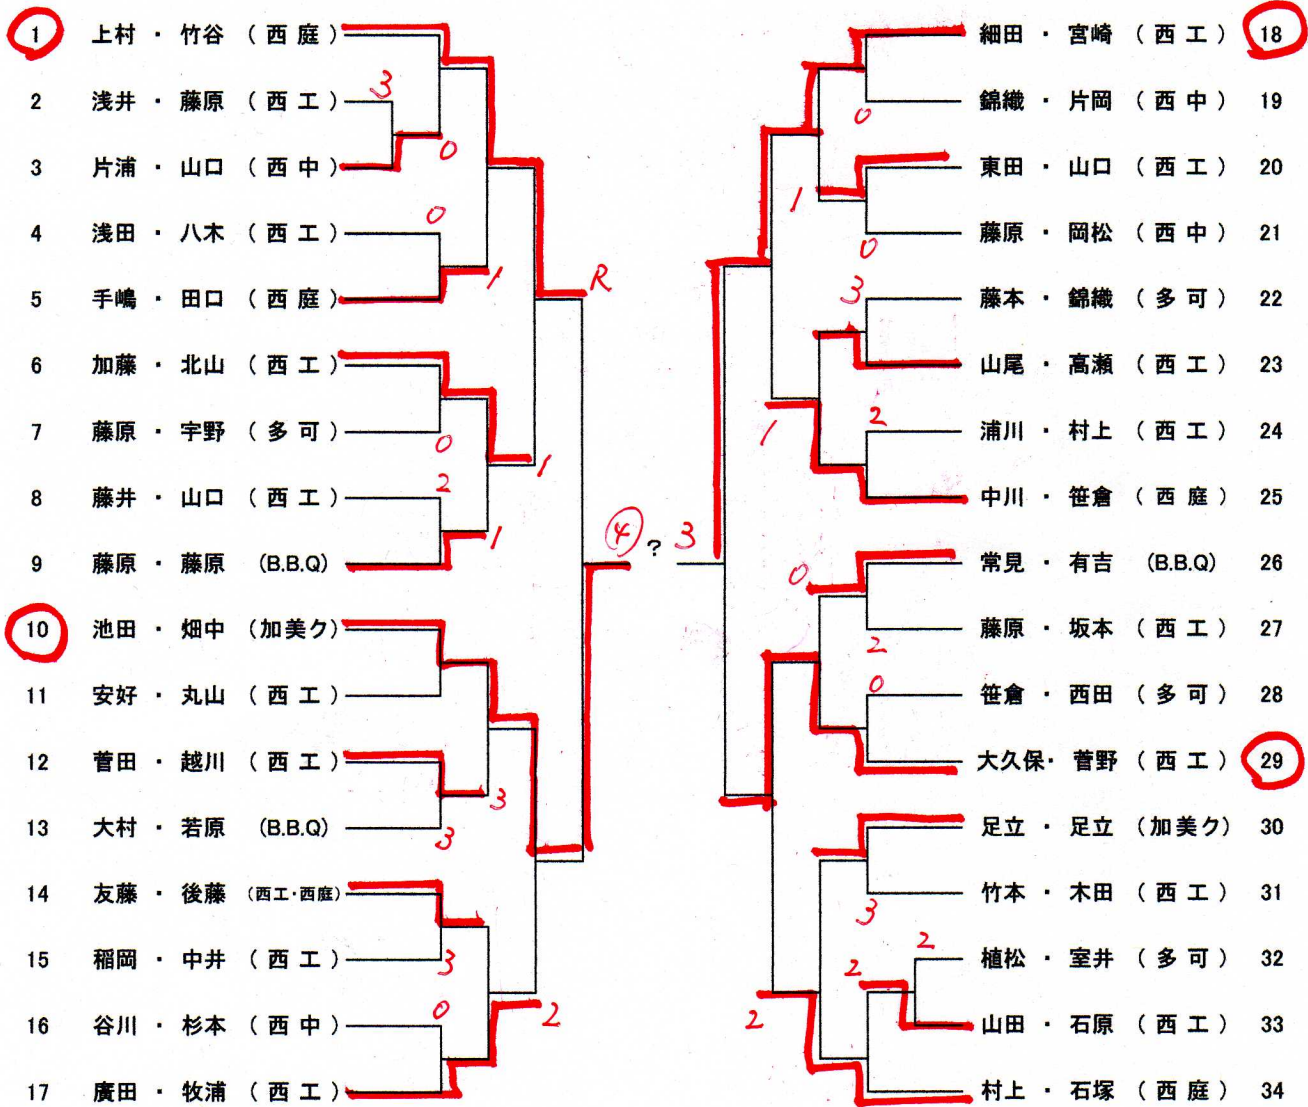 1 上村・竹谷 (西庭)
2 浅井・藤原 (西工)
3
3 片浦・山口 (西中)
0
4 浅田・八木 (西工)
0
5 手嶋・田口 (西庭)
1
R
6 加藤・北山 (西工)
7 藤原・宇野 (多可)
0
1
8 藤井・山口 (西工)
2
9 藤原・藤原 (B.B.Q)
1
10 池田・畑中 (加美ク)
11 安好・丸山 (西工)
12 菅田・越川 (西工)
3
13 大村・若原 (B.B.Q)
3
14 友藤・後藤 (西工・西庭)
15 稲岡・中井 (西工)
3
16 谷川・杉本 (西中)
0
2
17 廣田・牧浦 (西工)
④ ? 3
細田・宮崎 (西工) 18
錦織・片岡 (西中) 19
0
東田・山口 (西工) 20
1
藤原・岡松 (西中) 21
0
藤本・錦織 (多可) 22
3
山尾・高瀬 (西工) 23
浦川・村上 (西工) 24
2
1
中川・笹倉 (西庭) 25
常見・有吉 (B.B.Q) 26
0
藤原・坂本 (西工) 27
2
笹倉・西田 (多可) 28
0
大久保・菅野 (西工) 29
足立・足立 (加美ク) 30
竹本・木田 (西工) 31
3
植松・室井 (多可) 32
2
2
山田・石原 (西工) 33
2
村上・石塚 (西庭) 34